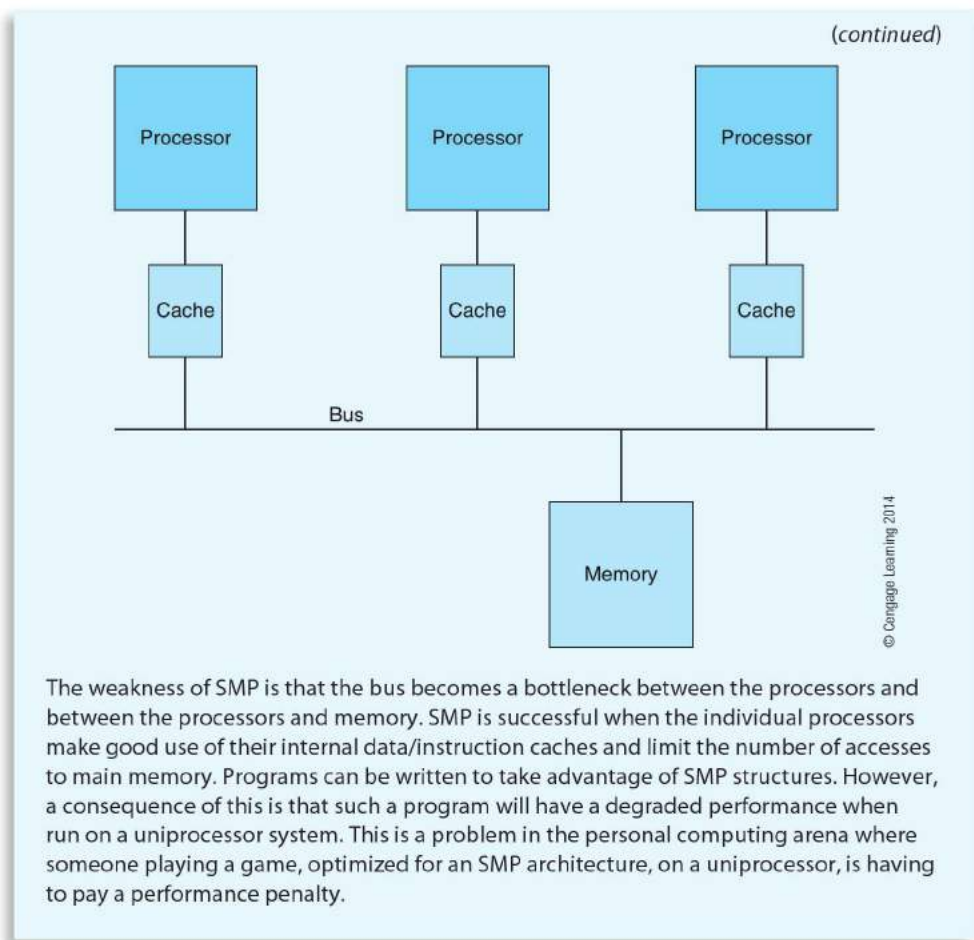 (continued)
Processor
Processor
Processor
Cache
Cache
Cache
Bus
Memory
© Cengage Learning 2014
The weakness of SMP is that the bus becomes a bottleneck between the processors and
between the processors and memory. SMP is successful when the individual processors
make good use of their internal data/instruction caches and limit the number of accesses
to main memory. Programs can be written to take advantage of SMP structures. However,
a consequence of this is that such a program will have a degraded performance when
run on a uniprocessor system. This is a problem in the personal computing arena where
someone playing a game, optimized for an SMP architecture, on a uniprocessor, is having
to pay a performance penalty.